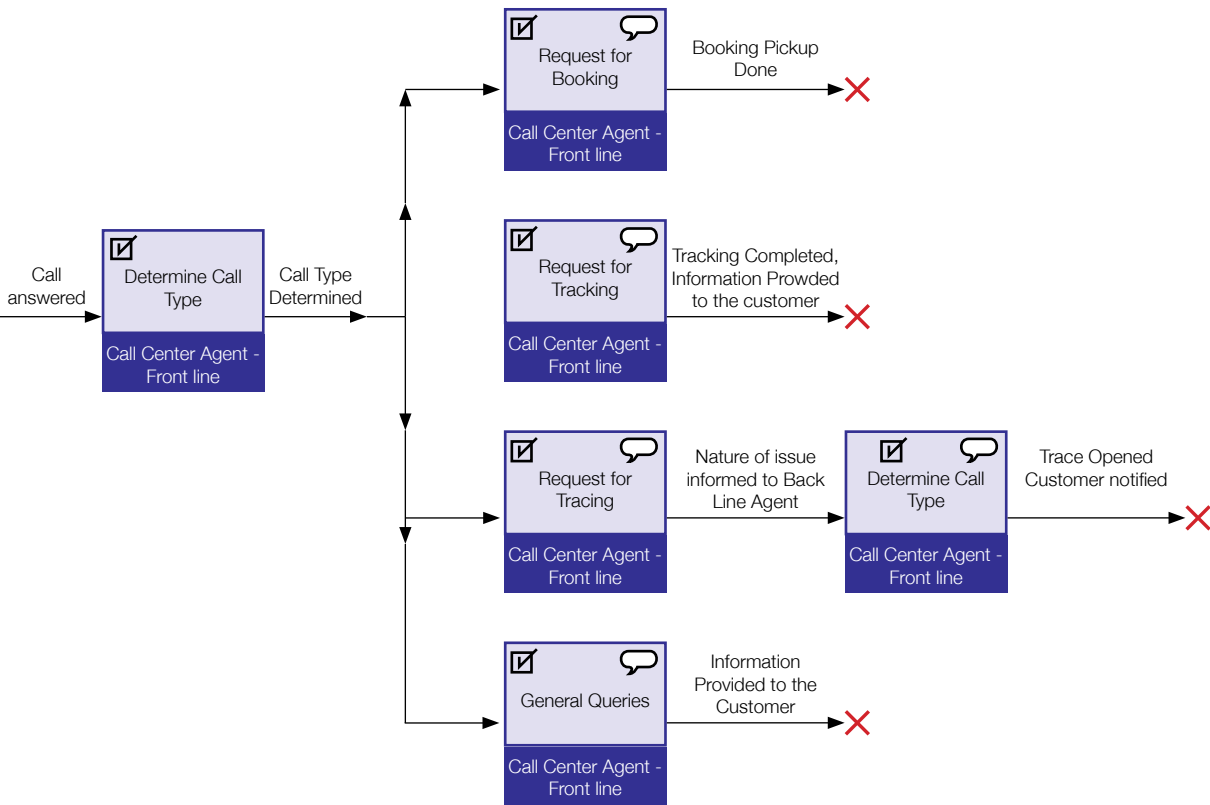 Request for
Booking
Call Center Agent -
Front line
Booking Pickup
Done
Call
answered
Determine Call
Type
Call Center Agent -
Front line
Call Type
Determined
Request for
Tracking
Call Center Agent -
Front line
Tracking Completed,
Information Prowded
to the customer
Request for
Tracing
Call Center Agent -
Front line
Nature of issue
informed to Back
Line Agent
Determine Call
Type
Call Center Agent -
Front line
Trace Opened
Customer notified
General Queries
Call Center Agent -
Front line
Information
Provided to the
Customer